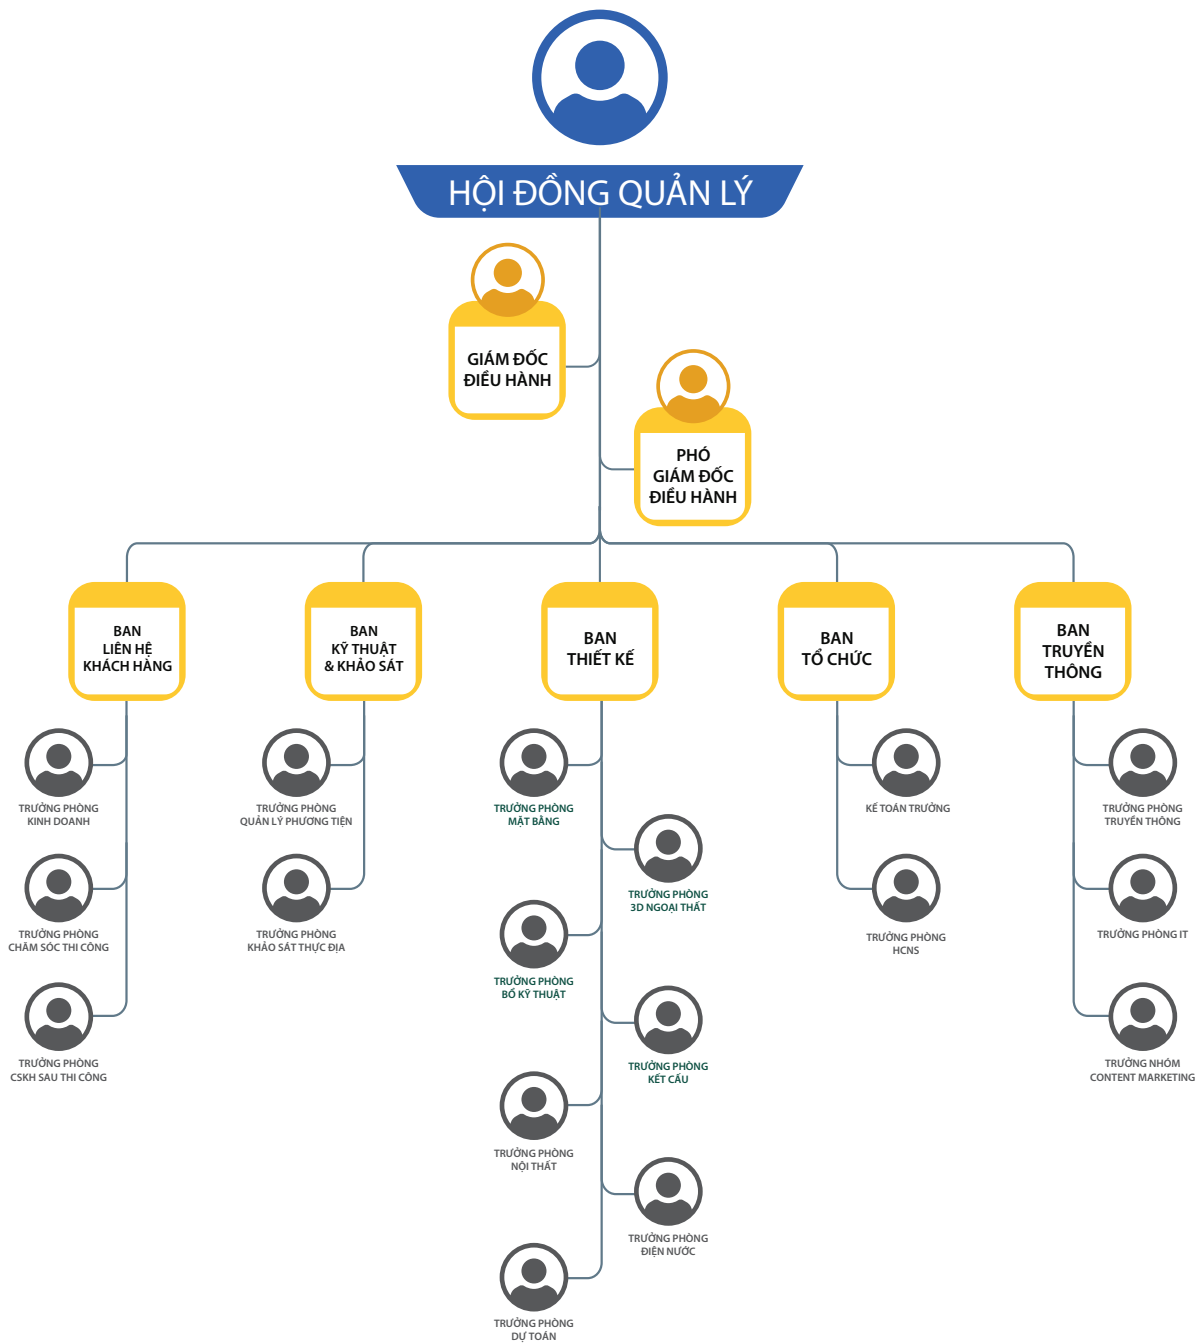 HỘI ĐỒNG QUẢN LÝ
GIÁM ĐỐC
ĐIỀU HÀNH
PHÓ
GIÁM ĐỐC
ĐIỀU HÀNH
BAN
LIÊN HỆ
KHÁCH HÀNG
BAN
KỸ THUẬT
& KHẢO SÁT
BAN
THIẾT KẾ
BAN
TỔ CHỨC
BAN
TRUYỀN
THÔNG
TRƯỞNG PHÒNG
KINH DOANH
TRƯỞNG PHÒNG
CHĂM SÓC THI CÔNG
TRƯỞNG PHÒNG
CSKH SAU THI CÔNG
TRƯỞNG PHÒNG
QUẢN LÝ PHƯƠNG TIỆN
TRƯỞNG PHÒNG
KHẢO SÁT THỰC ĐỊA
TRƯỞNG PHÒNG
MẶT BẰNG
TRƯỞNG PHÒNG
3D NGOẠI THẤT
TRƯỞNG PHÒNG
BỔ KỸ THUẬT
TRƯỞNG PHÒNG
KẾT CẤU
TRƯỞNG PHÒNG
NỘI THẤT
TRƯỞNG PHÒNG
ĐIỆN NƯỚC
TRƯỞNG PHÒNG
DỰ TOÁN
KẾ TOÁN TRƯỞNG
TRƯỞNG PHÒNG
HCNS
TRƯỞNG PHÒNG
TRUYỀN THÔNG
TRƯỞNG PHÒNG IT
TRƯỞNG NHÓM
CONTENT MARKETING